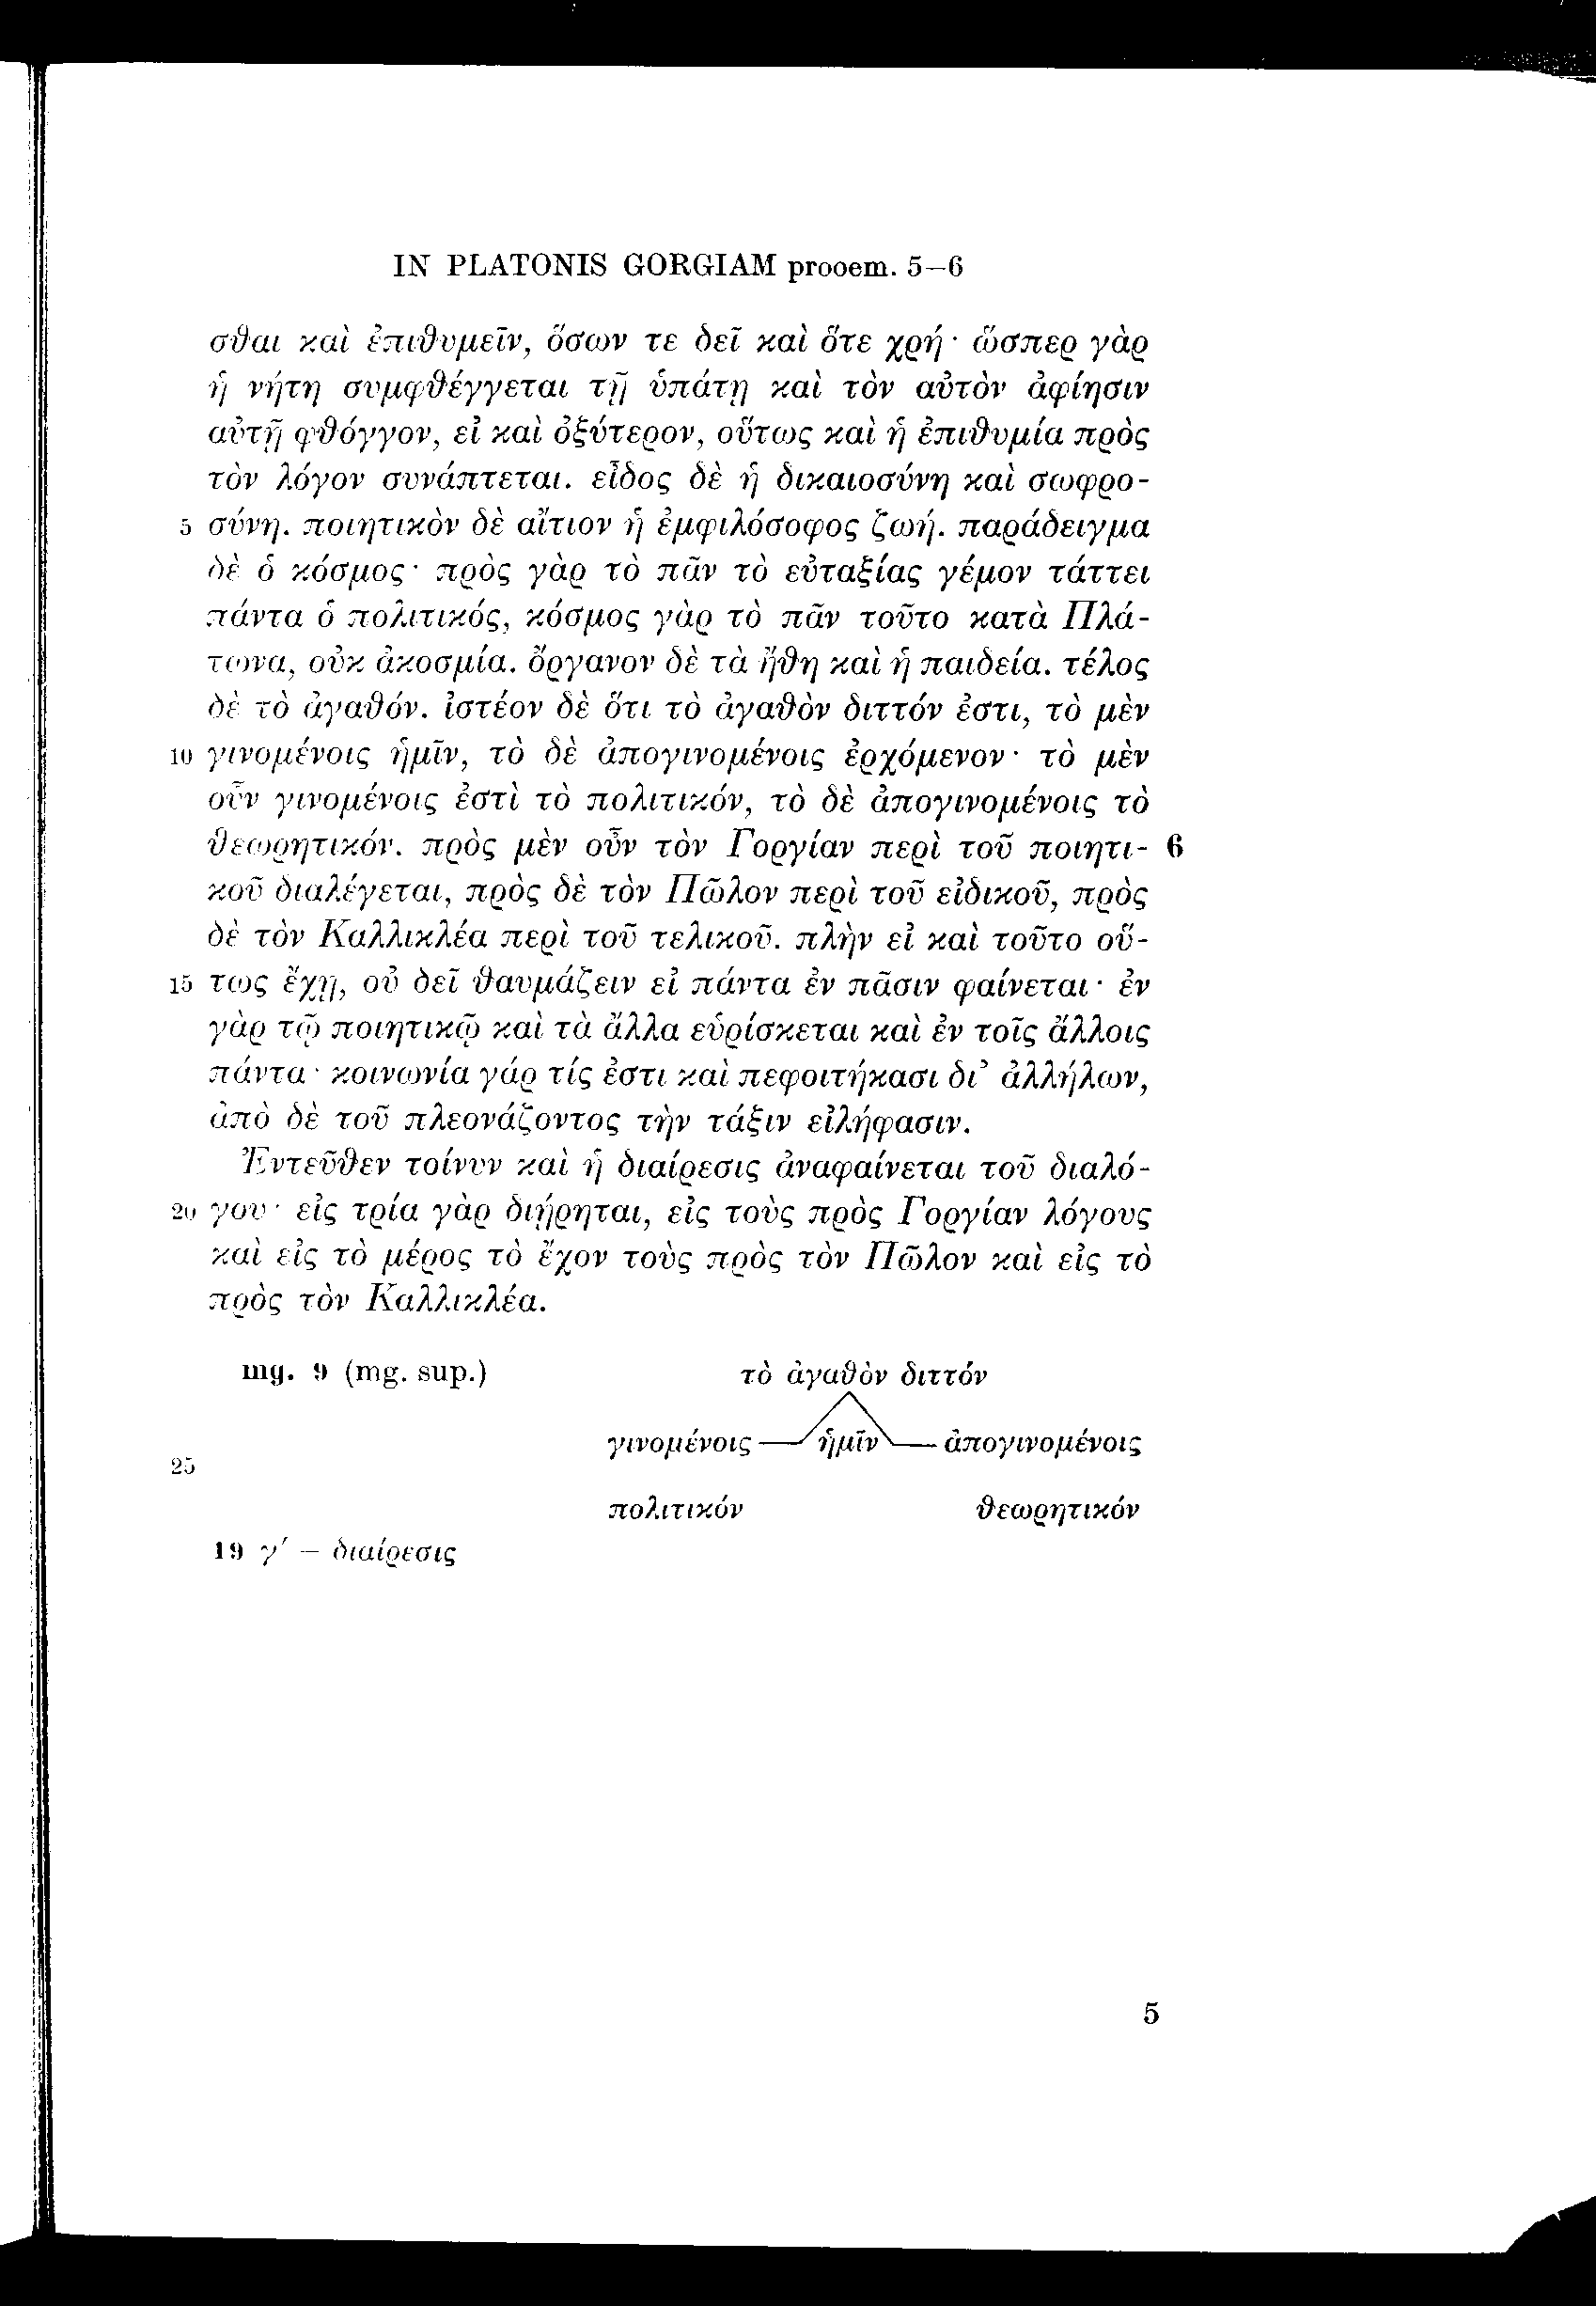 IN PLATONIS GORGIAM prooem. 5–6
σθαι καὶ ἐπιθυμεῖν, ὅσων τε δεῖ καὶ ὅτε χρή· ὥσπερ γὰρ
ἡ νήτη συμφθέγγεται τῇ ὑπάτῃ καὶ τὸν αὐτὸν ἀφίησιν
αὐτῇ φθόγγον, εἰ καὶ ὀξύτερον, οὕτως καὶ ἡ ἐπιθυμία πρὸς
τὸν λόγον συνάπτεται. εἶδος δὲ ἡ δικαιοσύνη καὶ σωφρο-
5 σύνη. ποιητικὸν δὲ αἴτιον ἡ ἐμφιλόσοφος ζωή. παράδειγμα
δὲ ὁ κόσμος· πρὸς γὰρ τὸ πᾶν τὸ εὐταξίας γέμον τάττει
πάντα ὁ πολιτικός, κόσμος γὰρ τὸ πᾶν τοῦτο κατὰ Πλά-
τωνα, οὐκ ἀκοσμία. ὄργανον δὲ τὰ ἤθη καὶ ἡ παιδεία. τέλος
δὲ τὸ ἀγαθόν. ἰστέον δὲ ὅτι τὸ ἀγαθὸν διττόν ἐστι, τὸ μὲν
10 γινομένοις ἡμῖν, τὸ δὲ ἀπογινομένοις ἐρχόμενον· τὸ μὲν
οὖν γινομένοις ἐστὶ τὸ πολιτικόν, τὸ δὲ ἀπογινομένοις τὸ
θεωρητικόν. πρὸς μὲν οὖν τὸν Γοργίαν περὶ τοῦ ποιητι- 6
κοῦ διαλέγεται, πρὸς δὲ τὸν Πῶλον περὶ τοῦ εἰδικοῦ, πρὸς
δὲ τὸν Καλλικλέα περὶ τοῦ τελικοῦ. πλὴν εἰ καὶ τοῦτο οὕ-
15 τως ἔχῃ, οὐ δεῖ θαυμάζειν εἰ πάντα ἐν πᾶσιν φαίνεται· ἐν
γὰρ τῷ ποιητικῷ καὶ τὰ ἄλλα εὑρίσκεται καὶ ἐν τοῖς ἄλλοις
πάντα· κοινωνία γάρ τίς ἐστι καὶ πεφοιτήκασι δι’ ἀλλήλων,
ἀπὸ δὲ τοῦ πλεονάζοντος τὴν τάξιν εἰλήφασιν.
Ἐντεῦθεν τοίνυν καὶ ἡ διαίρεσις ἀναφαίνεται τοῦ διαλό-
20 γου· εἰς τρία γὰρ διῄρηται, εἰς τοὺς πρὸς Γοργίαν λόγους
καὶ εἰς τὸ μέρος τὸ ἔχον τοὺς πρὸς τὸν Πῶλον καὶ εἰς τὸ
πρὸς τὸν Καλλικλέα.
mg. 9 (mg. sup.) τὸ ἀγαθὸν διττόν
γινομένοις ἡμῖν ἀπογινομένοις
25
πολιτικόν θεωρητικόν
19 γ′ – διαίρεσις
5